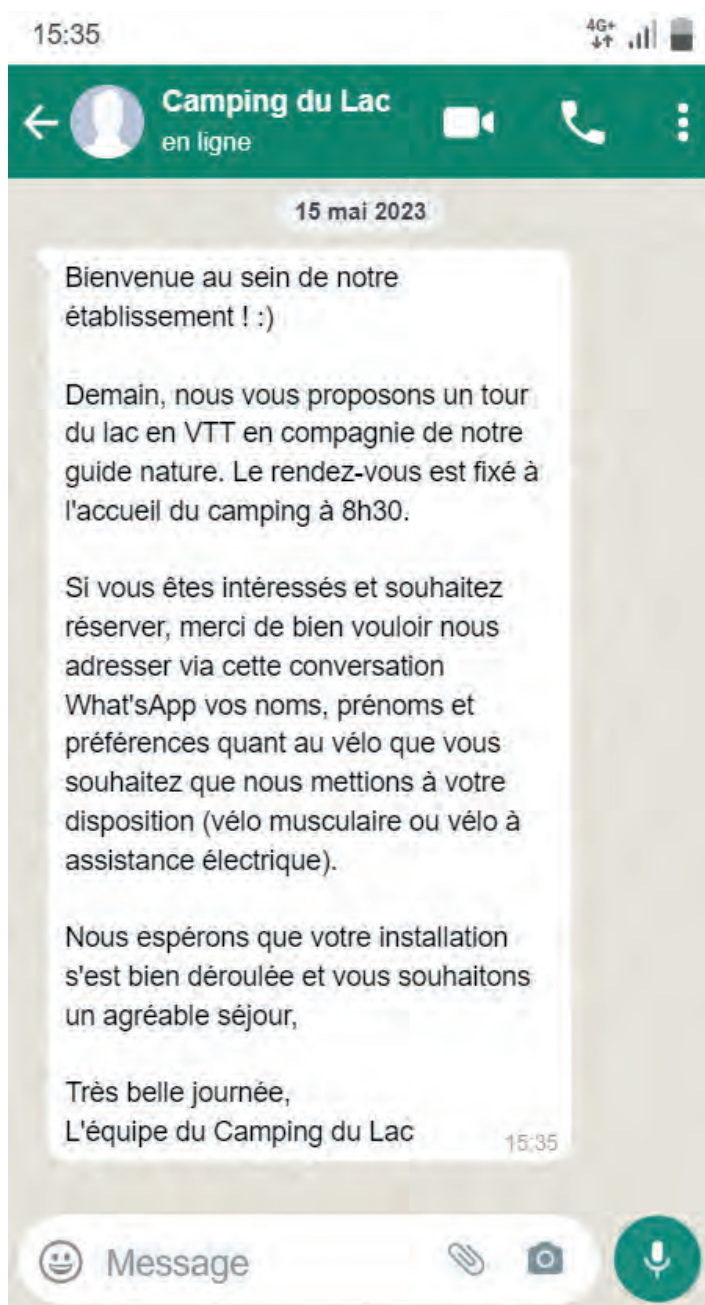 15:35
4G+
Camping du Lac
en ligne
15 mai 2023
Bienvenue au sein de notre
établissement ! :)
Demain, nous vous proposons un tour
du lac en VTT en compagnie de notre
guide nature. Le rendez-vous est fixé à
l'accueil du camping à 8h30.
Si vous êtes intéressés et souhaitez
réserver, merci de bien vouloir nous
adresser via cette conversation
What'sApp vos noms, prénoms et
préférences quant au vélo que vous
souhaitez que nous mettions à votre
disposition (vélo musculaire ou vélo à
assistance électrique).
Nous espérons que votre installation
s'est bien déroulée et vous souhaitons
un agréable séjour,
Très belle journée,
L'équipe du Camping du Lac
15:35
Message